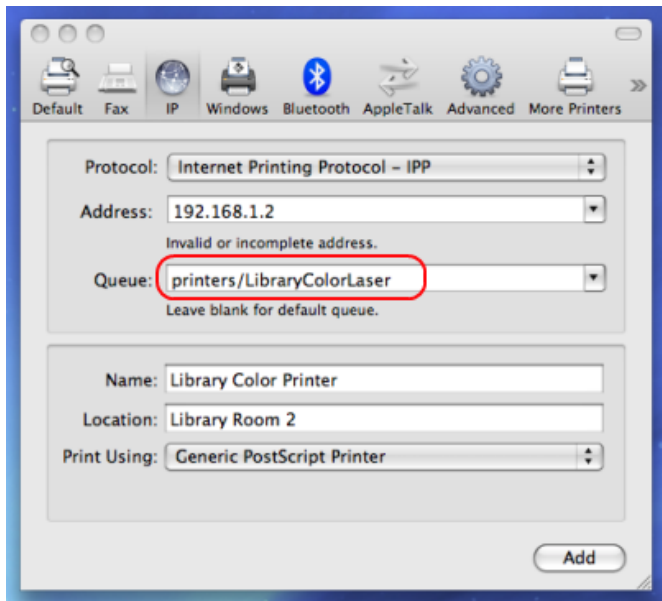 Default Fax IP Windows Bluetooth AppleTalk Advanced More Printers »
Protocol: Internet Printing Protocol – IPP
Address: 192.168.1.2
Invalid or incomplete address.
Queue: printers/LibraryColorLaser
Leave blank for default queue.
Name: Library Color Printer
Location: Library Room 2
Print Using: Generic PostScript Printer
Add